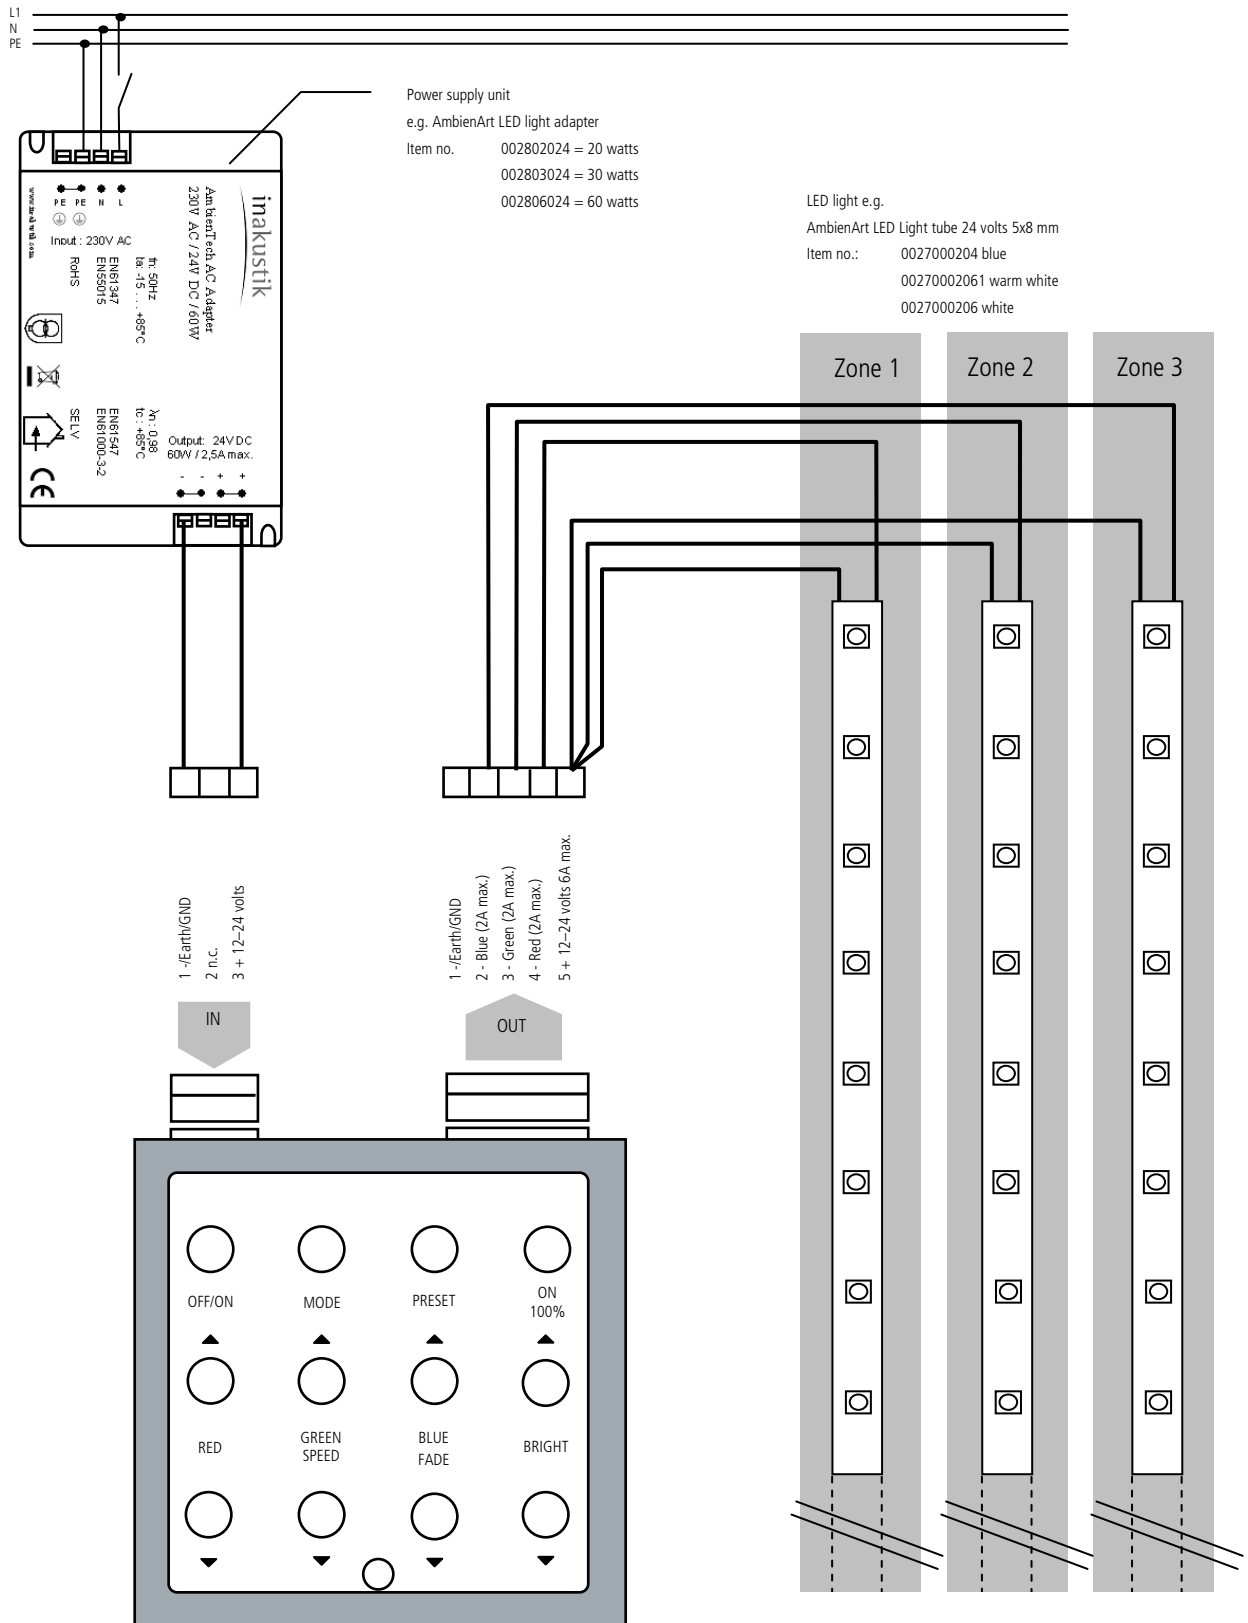 L1
N
PE
Power supply unit
e.g. AmbienArt LED light adapter
Item no. 002802024 = 20 watts
002803024 = 30 watts
002806024 = 60 watts
LED light e.g.
AmbienArt LED Light tube 24 volts 5x8 mm
Item no.: 0027000204 blue
00270002061 warm white
0027000206 white
PE PE N L
Input : 230V AC
www.inakustik.com
inakustik
AmbienTech AC Adapter
230V AC / 24V DC / 60W
fn: 50Hz
ta: -15 . . . +85°C
EN61347
EN55015
RoHS
λn : 0,98
tc : +85°C
EN61547
EN61000-3-2
SELV
CE
Output: 24V DC
60W / 2,5A max.
- - + +
Zone 1
Zone 2
Zone 3
1 -/Earth/GND
2 n.c.
3 + 12–24 volts
1 -/Earth/GND
2 - Blue (2A max.)
3 - Green (2A max.)
4 - Red (2A max.)
5 + 12–24 volts 6A max.
IN
OUT
OFF/ON
MODE
PRESET
ON
100%
RED
GREEN
SPEED
BLUE
FADE
BRIGHT